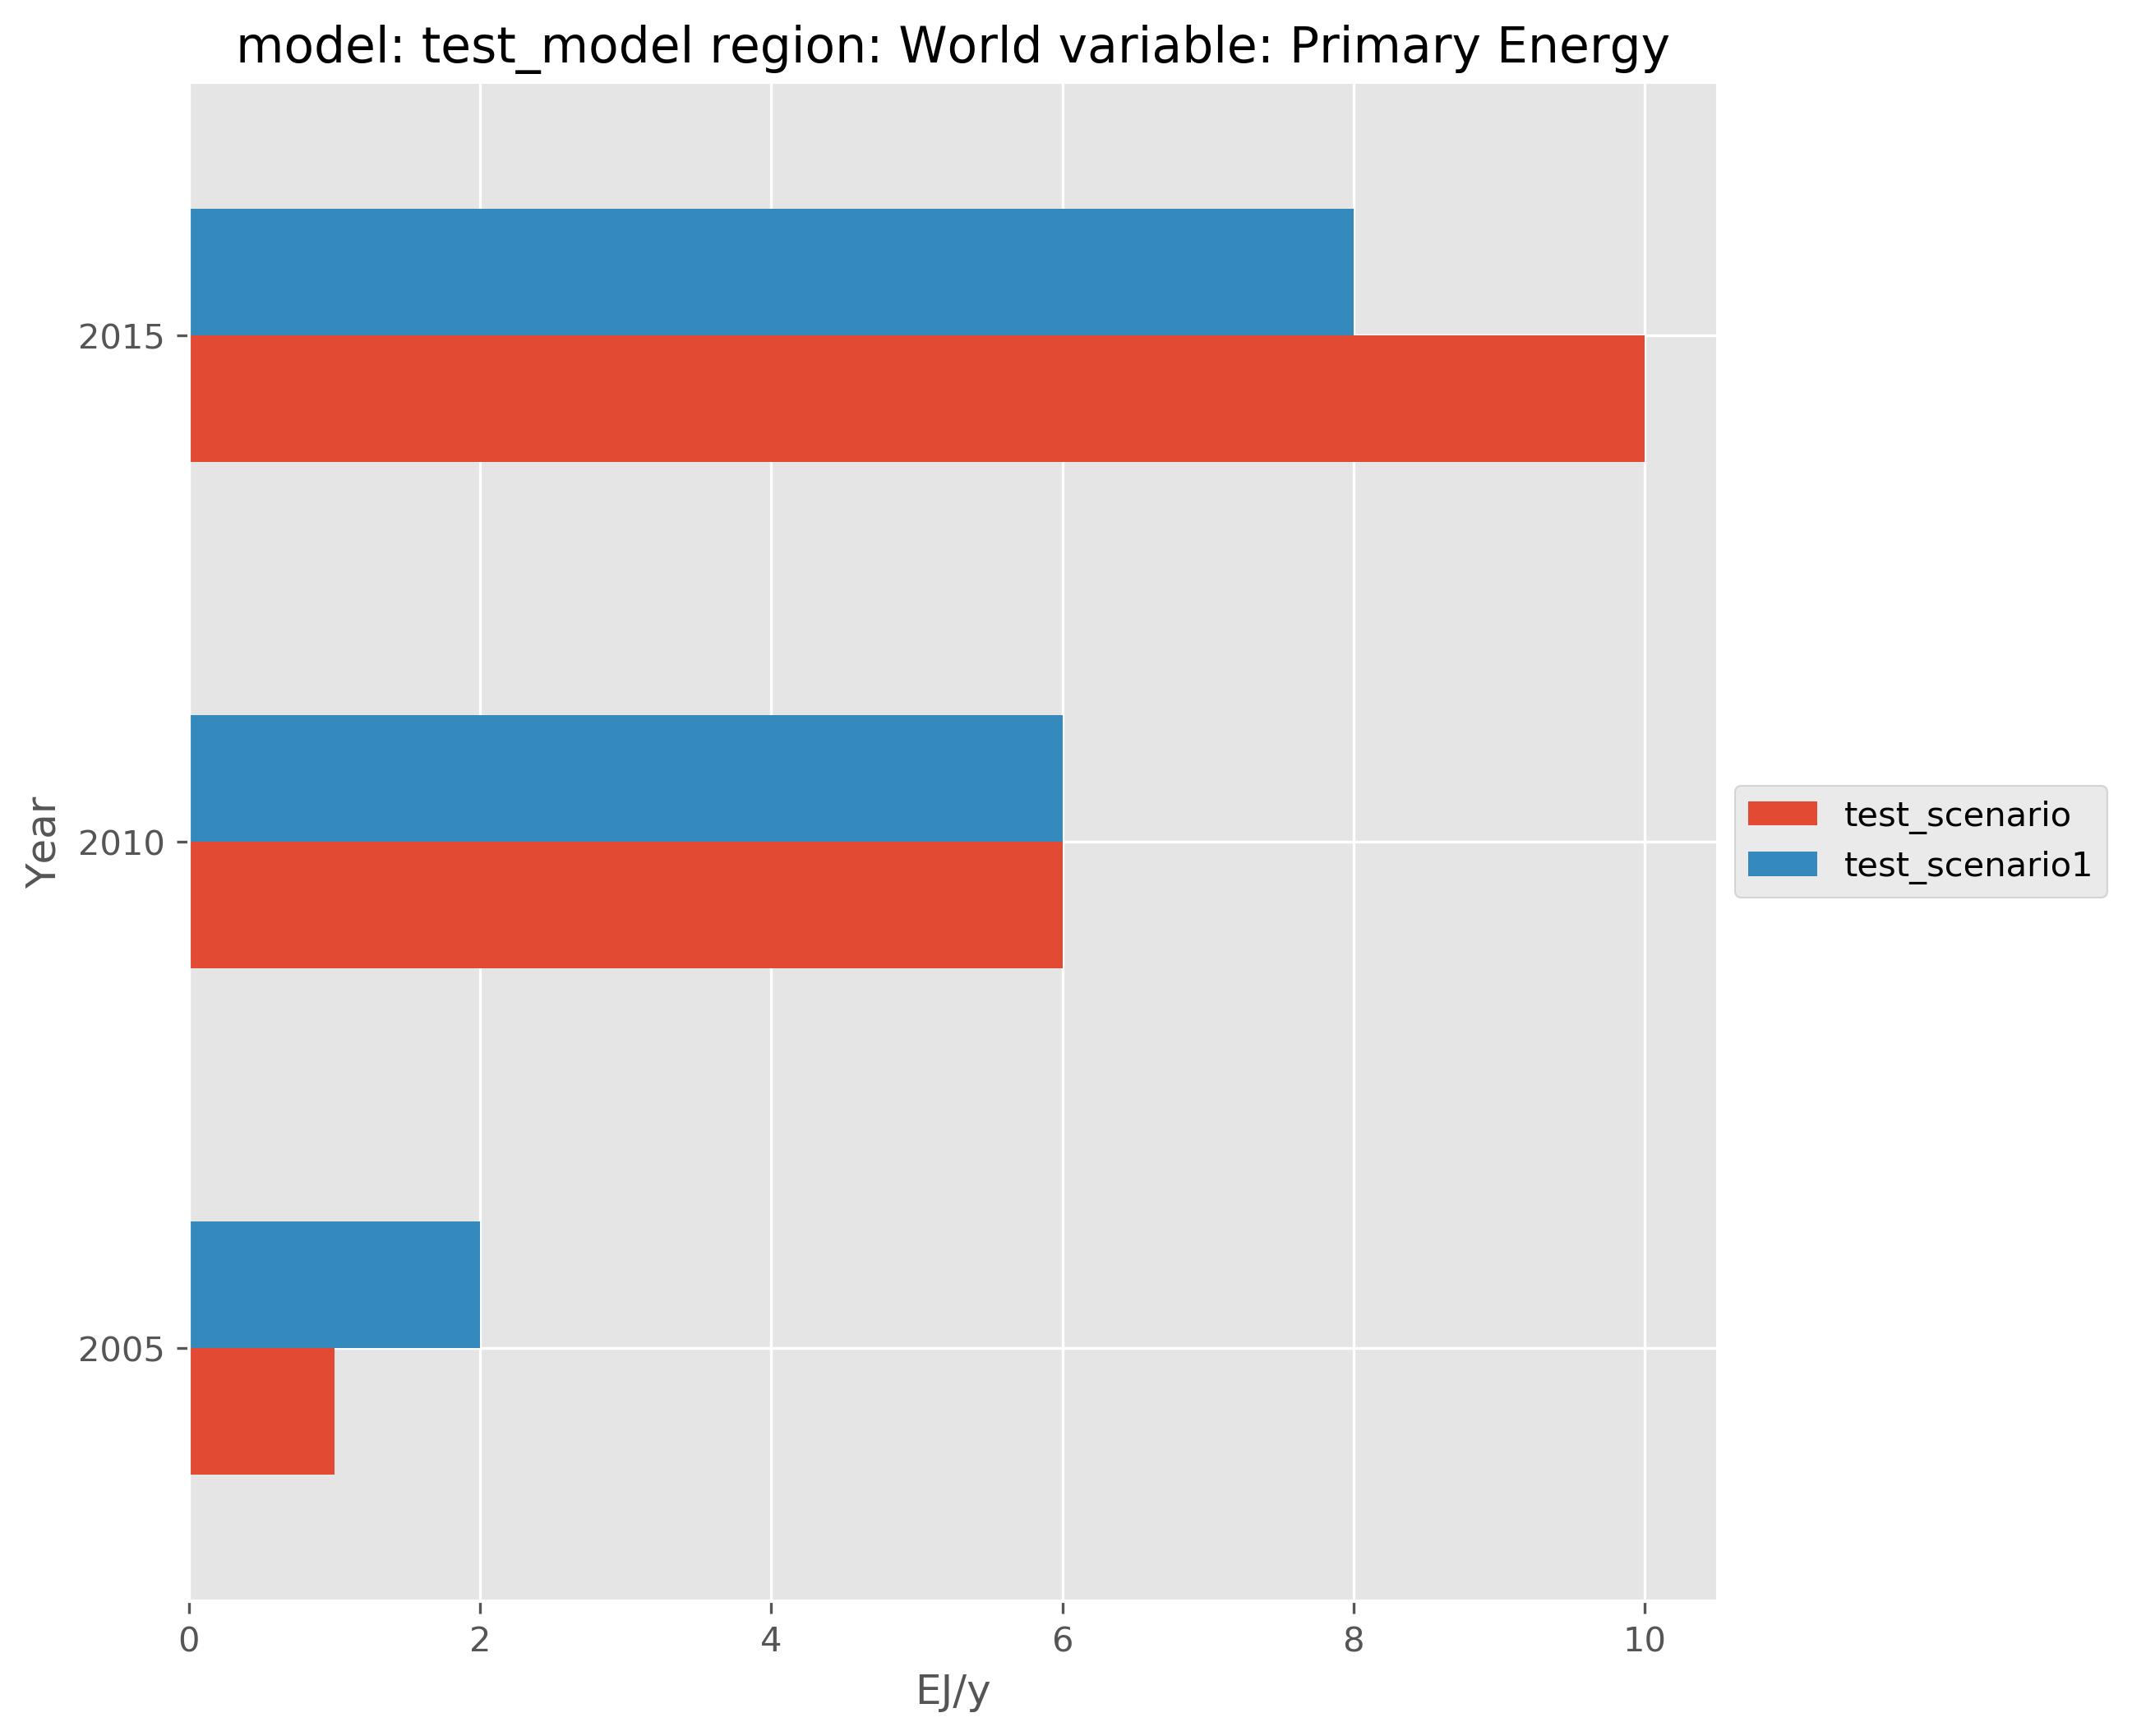 model: test_model region: World variable: Primary Energy
2015
2010
2005
Year
0 2 4 6 8 10
EJ/y
test_scenario
test_scenario1